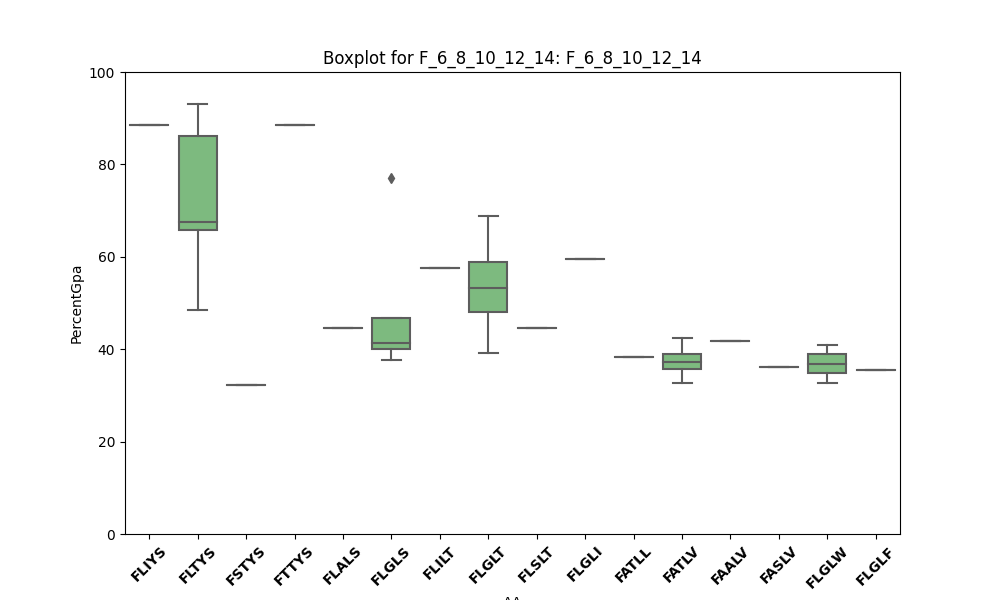 Boxplot for F_6_8_10_12_14: F_6_8_10_12_14
100
80
60
40
20
0
PercentGpa
FLIYS
FLTYS
FSTYS
FTTYS
FLALS
FLGLS
FLILT
FLGLT
FLSLT
FLGLI
FATLL
FATLV
FAALV
FASLV
FLGLW
FLGLF